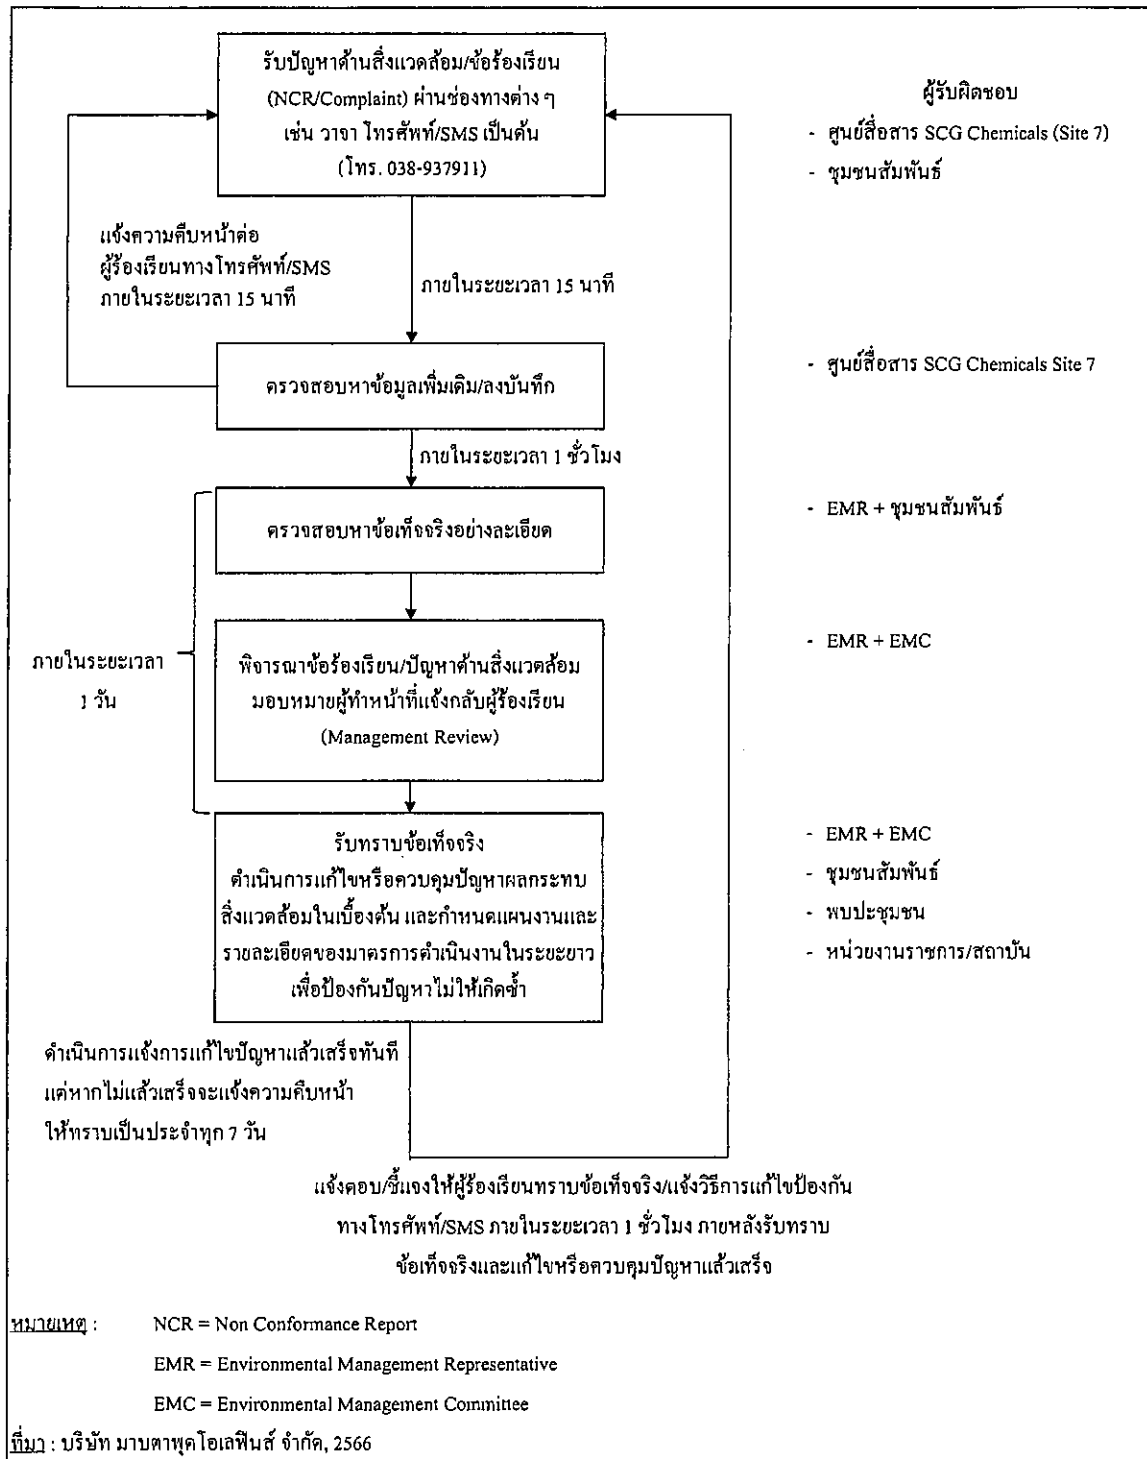 รับปัญหาด้านสิ่งแวดล้อม/ข้อร้องเรียน
(NCR/Complaint) ผ่านช่องทางต่าง ๆ
เช่น วาจา โทรศัพท์/SMS เป็นต้น
(โทร. 038-937911)
ผู้รับผิดชอบ
- ศูนย์สื่อสาร SCG Chemicals (Site 7)
- ชุมชนสัมพันธ์
แจ้งความคืบหน้าต่อ
ผู้ร้องเรียนทางโทรศัพท์/SMS
ภายในระยะเวลา 15 นาที
ภายในระยะเวลา 15 นาที
ตรวจสอบหาข้อมูลเพิ่มเติม/ลงบันทึก
- ศูนย์สื่อสาร SCG Chemicals Site 7
ภายในระยะเวลา 1 ชั่วโมง
ตรวจสอบหาข้อเท็จจริงอย่างละเอียด
- EMR + ชุมชนสัมพันธ์
ภายในระยะเวลา
1 วัน
พิจารณาข้อร้องเรียน/ปัญหาด้านสิ่งแวดล้อม
มอบหมายผู้ทำหน้าที่แจ้งกลับผู้ร้องเรียน
(Management Review)
- EMR + EMC
รับทราบข้อเท็จจริง
ดำเนินการแก้ไขหรือควบคุมปัญหาผลกระทบ
สิ่งแวดล้อมในเบื้องต้น และกำหนดแผนงานและ
รายละเอียดของมาตรการดำเนินงานในระยะยาว
เพื่อป้องกันปัญหาไม่ให้เกิดซ้ำ
- EMR + EMC
- ชุมชนสัมพันธ์
- พบปะชุมชน
- หน่วยงานราชการ/สถาบัน
ดำเนินการแจ้งการแก้ไขปัญหาแล้วเสร็จทันที
แต่หากไม่แล้วเสร็จจะแจ้งความคืบหน้า
ให้ทราบเป็นประจำทุก 7 วัน
แจ้งตอบ/ชี้แจงให้ผู้ร้องเรียนทราบข้อเท็จจริง/แจ้งวิธีการแก้ไขป้องกัน
ทางโทรศัพท์/SMS ภายในระยะเวลา 1 ชั่วโมง ภายหลังรับทราบ
ข้อเท็จจริงและแก้ไขหรือควบคุมปัญหาแล้วเสร็จ
หมายเหตุ : NCR = Non Conformance Report
EMR = Environmental Management Representative
EMC = Environmental Management Committee
ที่มา : บริษัท มาบตาพุดโอเลฟินส์ จำกัด, 2566